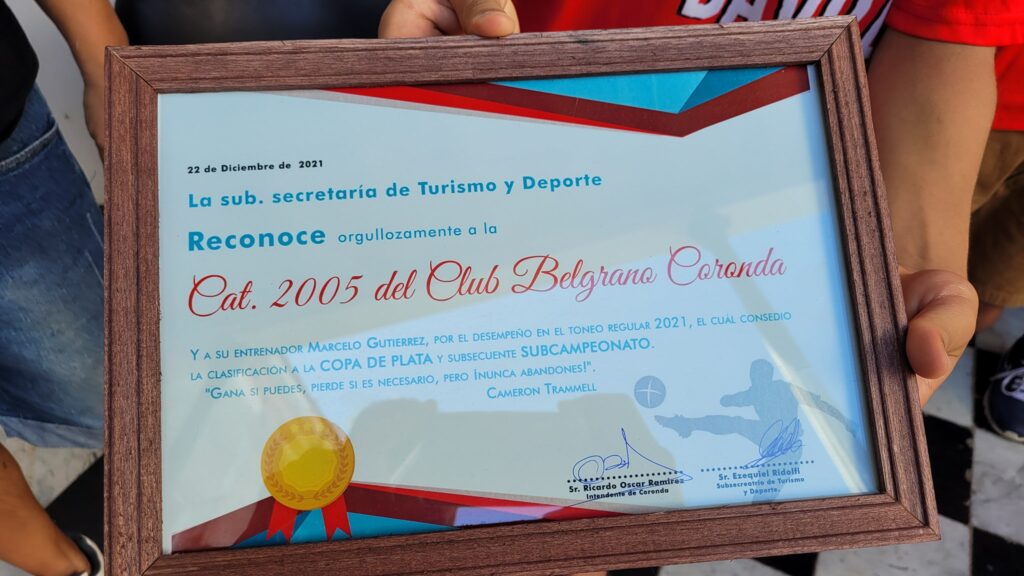 22 de Diciembre de 2021
La sub. secretaría de Turismo y Deporte
Reconoce orgullozamente a la
Cat. 2005 del Club Belgrano Coronda
Y A SU ENTRENADOR MARCELO GUTIERREZ, POR EL DESEMPEÑO EN EL TONEO REGULAR 2021, EL CUÁL CONSEDIO
LA CLASIFICACIÓN A LA COPA DE PLATA Y SUBSECUENTE SUBCAMPEONATO.
"GANA SI PUEDES, PIERDE SI ES NECESARIO, PERO ¡NUNCA ABANDONES!".
CAMERON TRAMMELL
Sr. Ricardo Oscar Ramirez
Intendente de Coronda
Sr. Ezequiel Ridolfi
Subsecreatrio de Turismo
y Deporte.